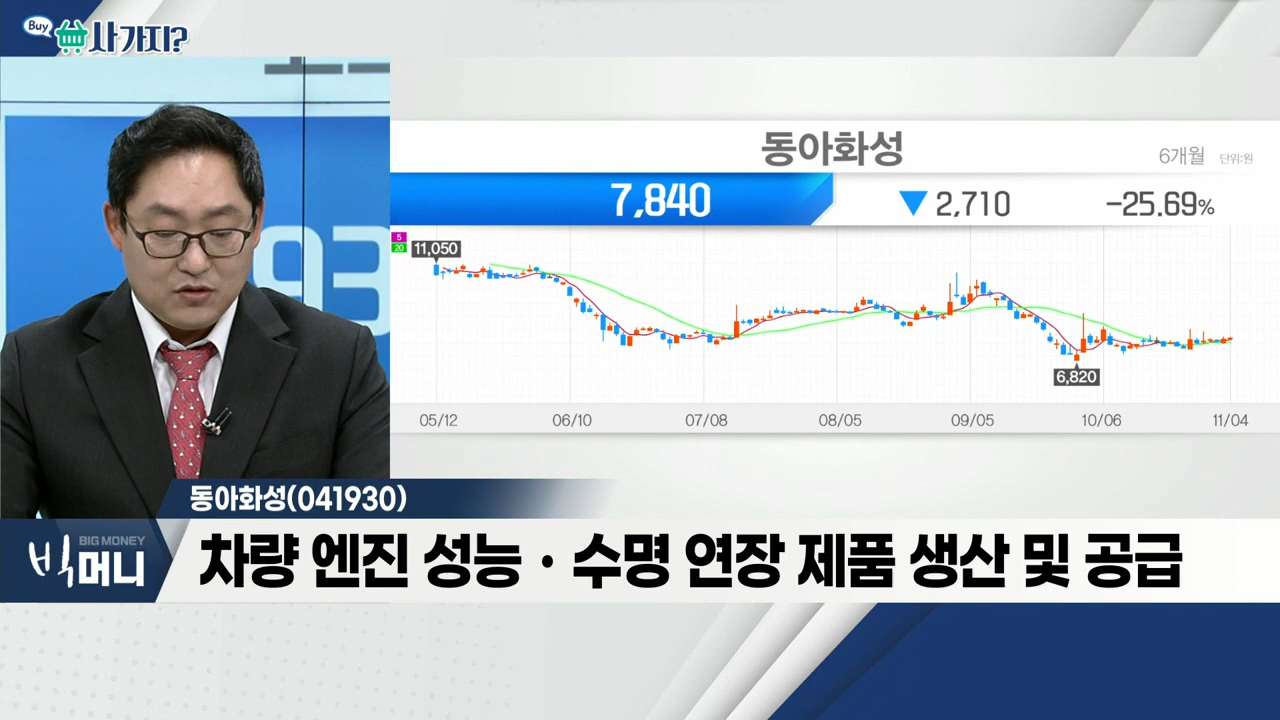 Buy
사가지?
93
동아화성
6개월 단위:원
7,840 ▼ 2,710 -25.69%
5
20
11,050
6,820
05/12 06/10 07/08 08/05 09/05 10/06 11/04
동아화성(041930)
BIG MONEY
빅머니
차량 엔진 성능 · 수명 연장 제품 생산 및 공급